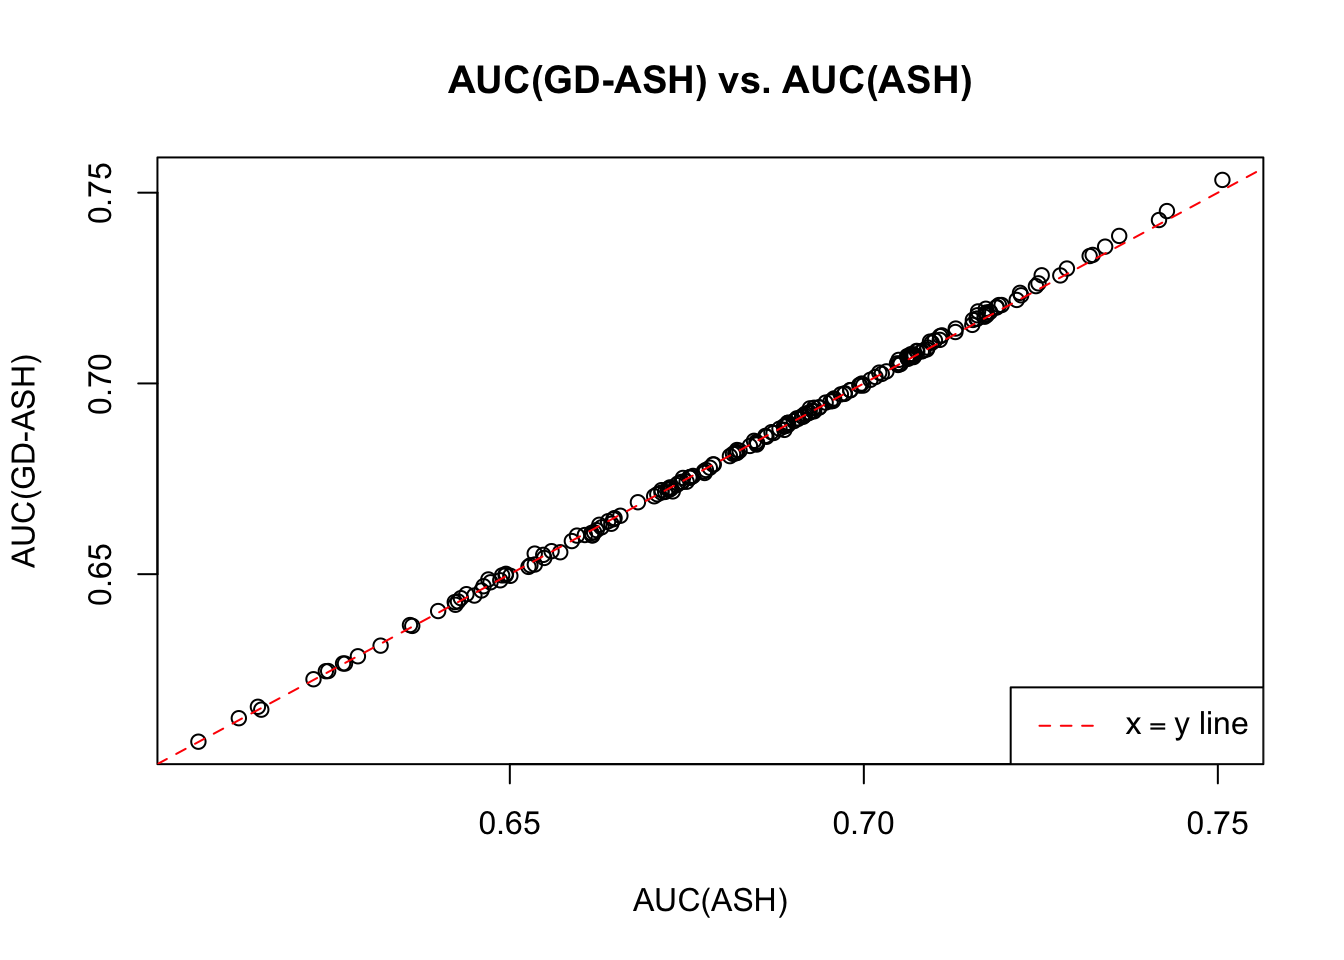 AUC(GD-ASH) vs. AUC(ASH)
0.75
0.70
0.65
AUC(GD-ASH)
x = y line
0.65
0.70
0.75
AUC(ASH)